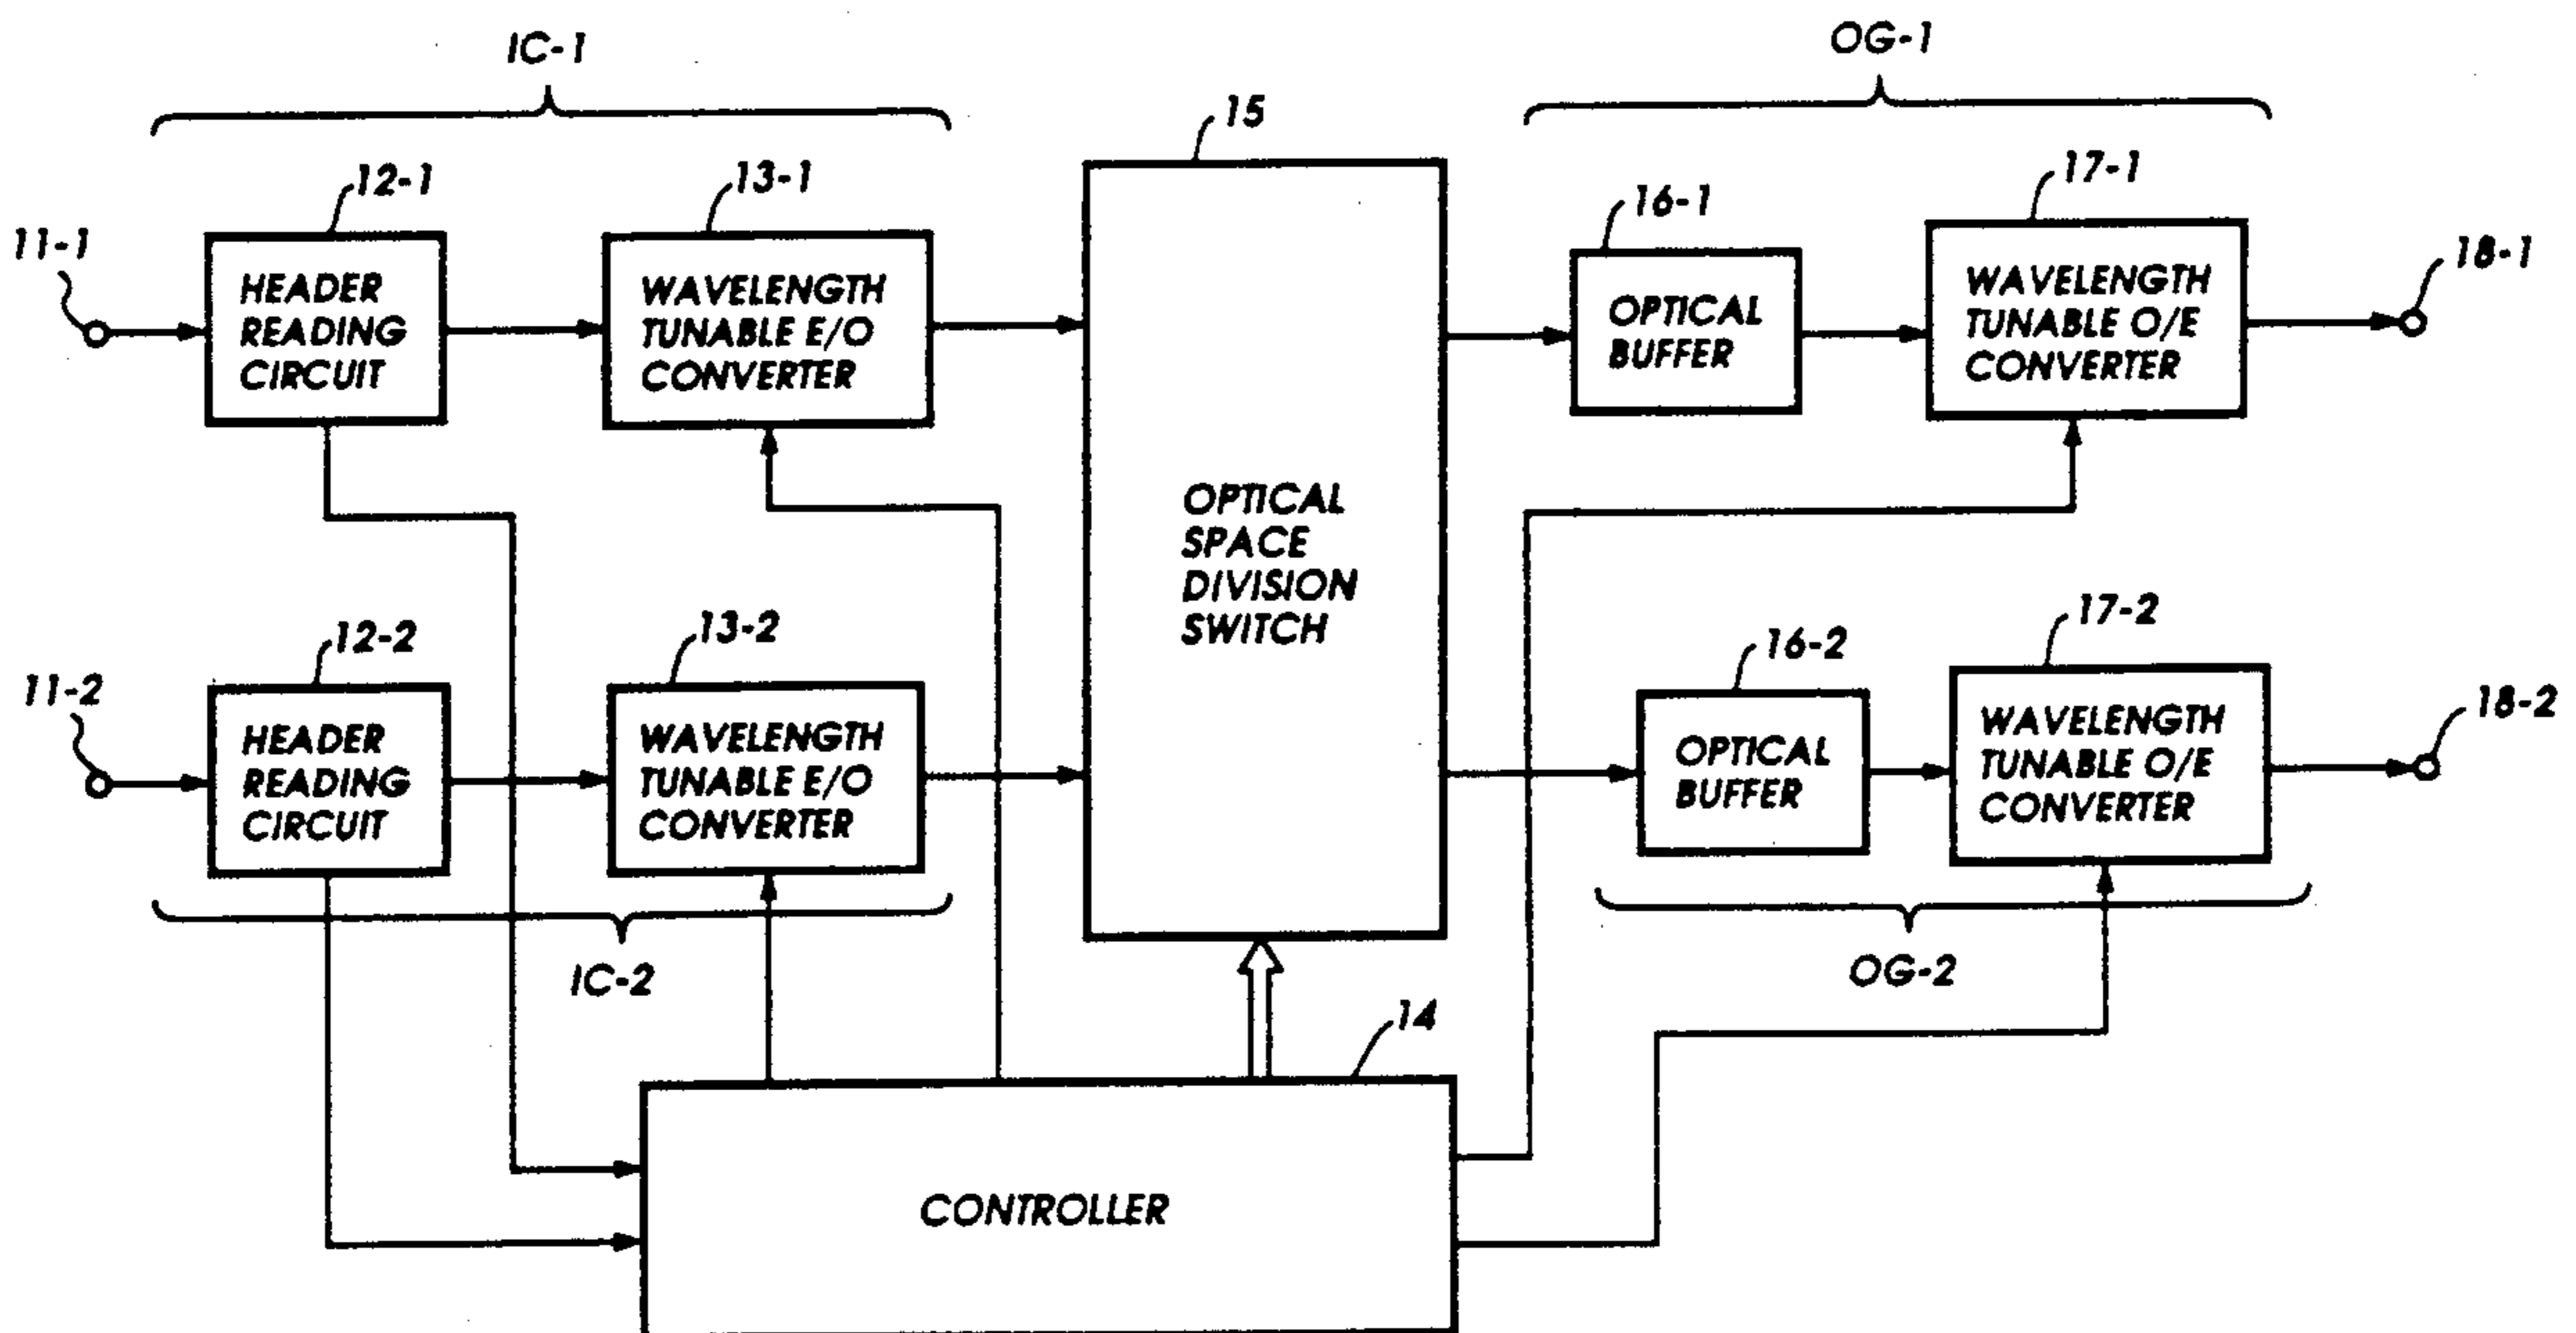 IC-1
OG-1
15
12-1
13-1
16-1
17-1
11-1
18-1
HEADER
READING
CIRCUIT
WAVELENGTH
TUNABLE E/O
CONVERTER
OPTICAL
BUFFER
WAVELENGTH
TUNABLE O/E
CONVERTER
OPTICAL
SPACE
DIVISION
SWITCH
12-2
13-2
16-2
17-2
11-2
18-2
HEADER
READING
CIRCUIT
WAVELENGTH
TUNABLE E/O
CONVERTER
OPTICAL
BUFFER
WAVELENGTH
TUNABLE O/E
CONVERTER
IC-2
OG-2
14
CONTROLLER